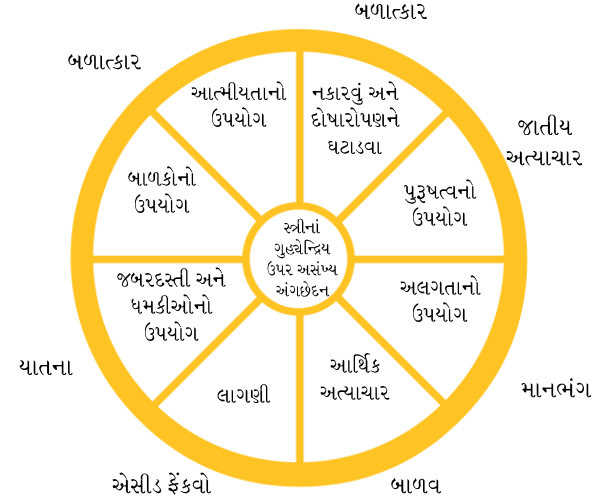 બળાત્કાર
બળાત્કાર
આત્મીયતાનો
ઉપયોગ
નકારવું અને
દોષારોપણને
ઘટાડવા
જાતીય
અત્યાચાર
બાળકોનો
ઉપયોગ
પુરૂષત્વનો
ઉપયોગ
સ્ત્રીનાં
ગુહ્યેન્દ્રિય
ઉપર અસંખ્ય
અંગછેદન
જબરદસ્તી અને
ધમકીઓનો
ઉપયોગ
અલગતાનો
ઉપયોગ
લાગણી
આર્થિક
અત્યાચાર
યાતના
માનભંગ
એસીડ ફેંકવો
બાળવ